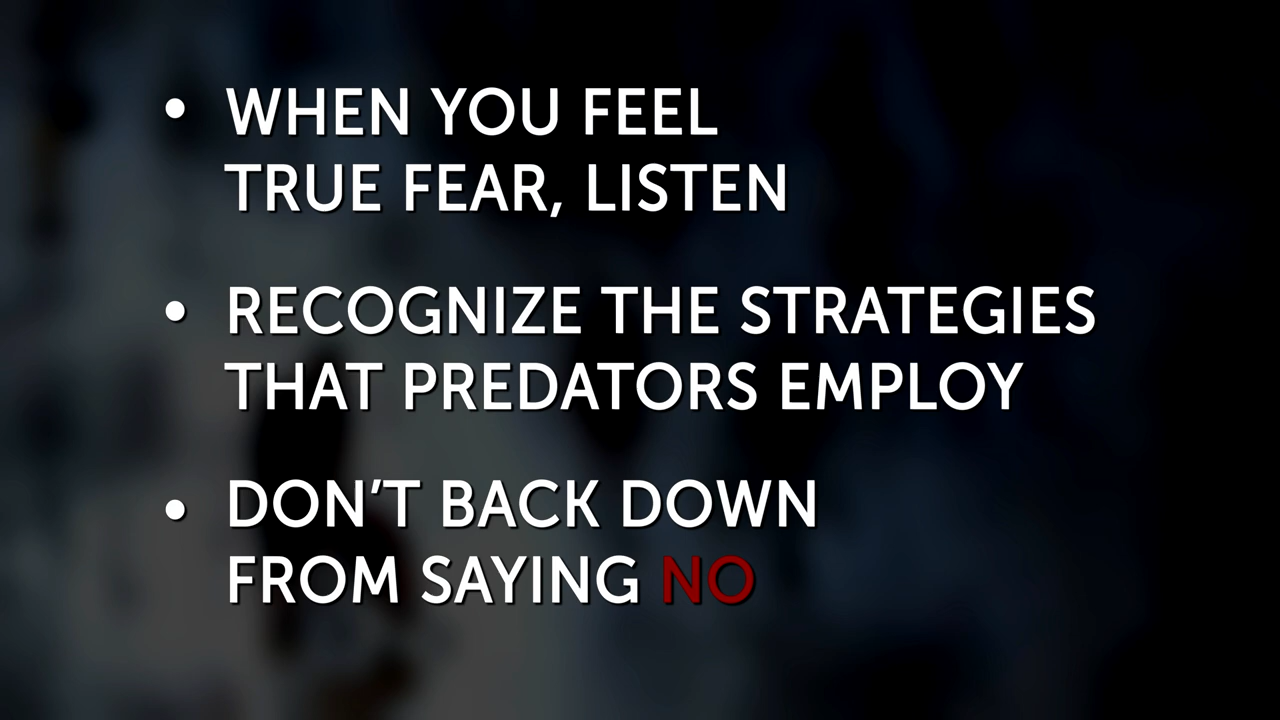 • WHEN YOU FEEL
TRUE FEAR, LISTEN
• RECOGNIZE THE STRATEGIES
THAT PREDATORS EMPLOY
• DON’T BACK DOWN
FROM SAYING NO